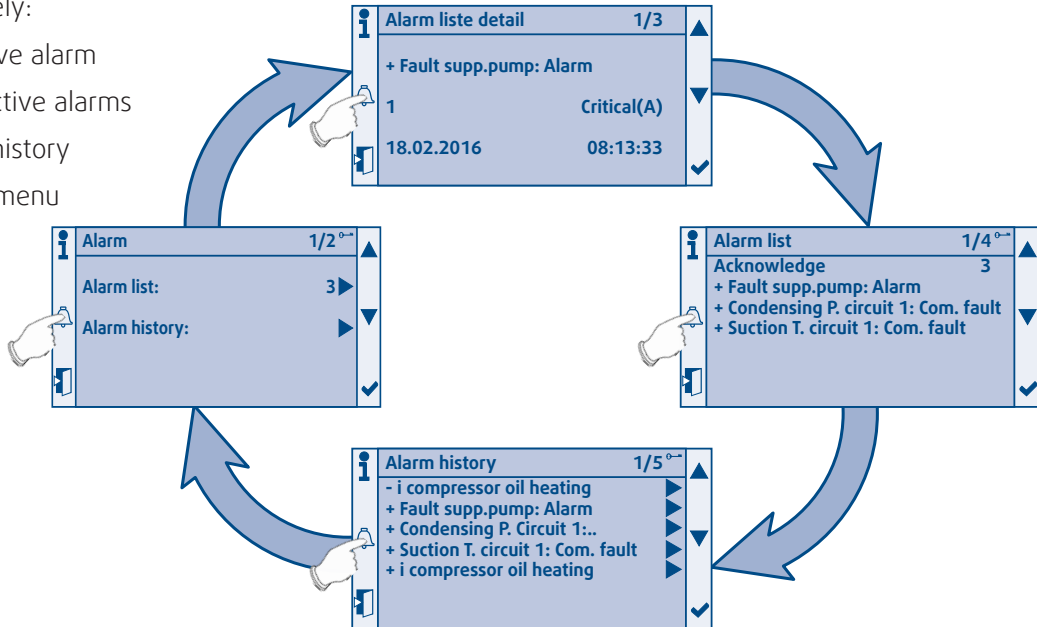 ely:
ve alarm
ctive alarms
history
menu
Alarm liste detail 1/3
+ Fault supp.pump: Alarm
1 Critical(A)
18.02.2016 08:13:33
Alarm 1/2
Alarm list: 3
Alarm history:
Alarm list 1/4
Acknowledge 3
+ Fault supp.pump: Alarm
+ Condensing P. circuit 1: Com. fault
+ Suction T. circuit 1: Com. fault
Alarm history 1/5
- i compressor oil heating
+ Fault supp.pump: Alarm
+ Condensing P. Circuit 1:..
+ Suction T. circuit 1: Com. fault
+ i compressor oil heating